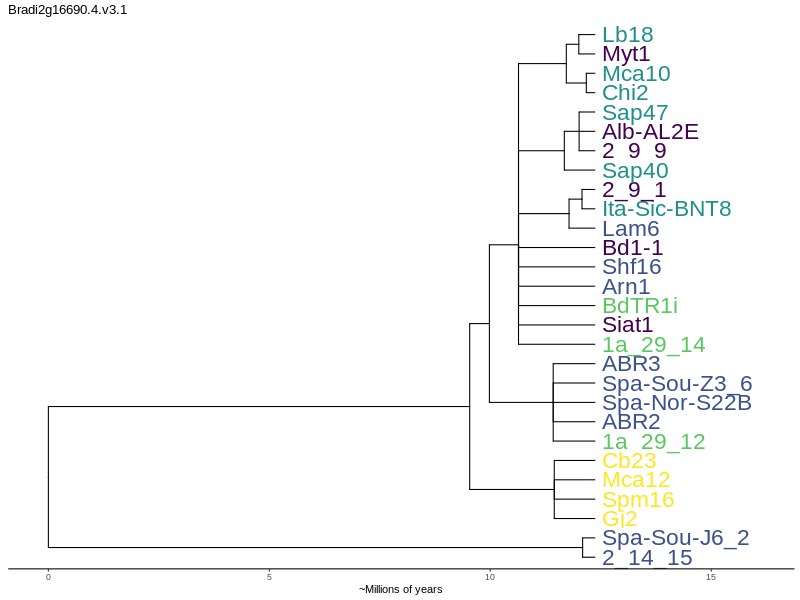 Bradi2g16690.4.v3.1
Lb18
Myt1
Mca10
Chi2
Sap47
Alb-AL2E
2_9_9
Sap40
2_9_1
Ita-Sic-BNT8
Lam6
Bd1-1
Shf16
Arn1
BdTR1i
Siat1
1a_29_14
ABR3
Spa-Sou-Z3_6
Spa-Nor-S22B
ABR2
1a_29_12
Cb23
Mca12
Spm16
Gi2
Spa-Sou-J6_2
2_14_15
0 5 10 15
~Millions of years